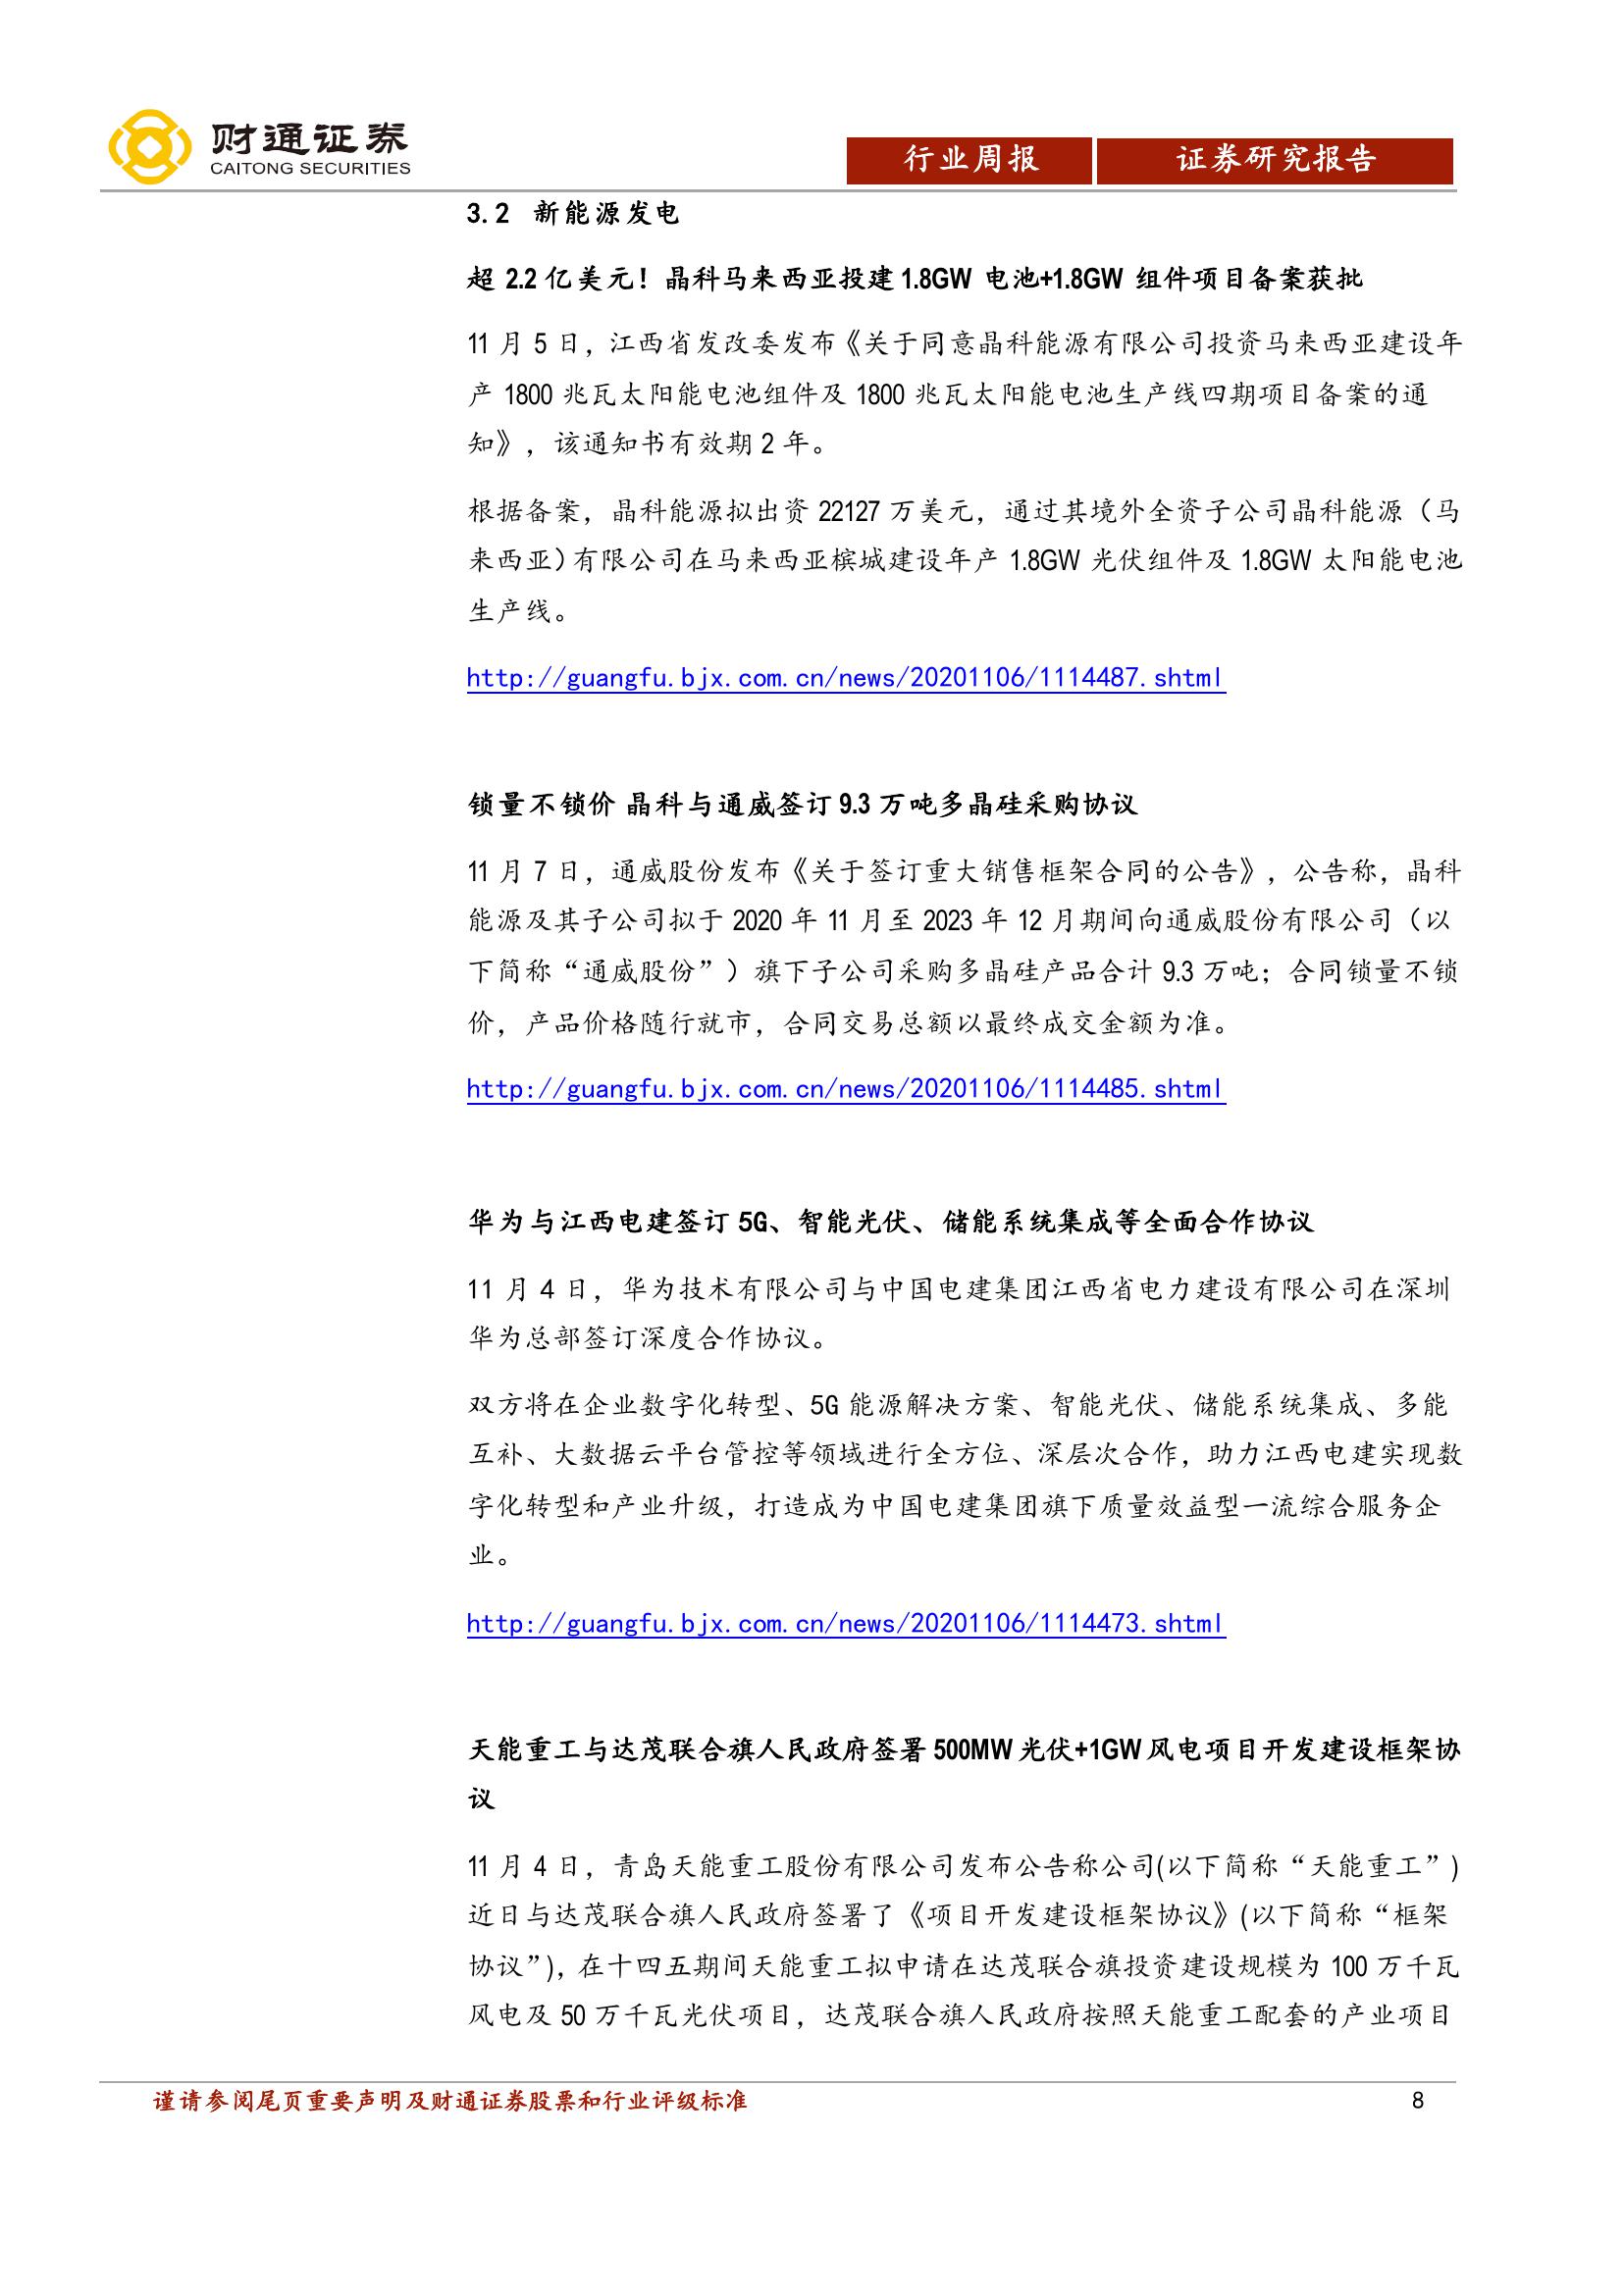 财通证券
CAITONG SECURITIES
行业周报
证券研究报告
3.2 新能源发电
超 2.2 亿美元！晶科马来西亚投建 1.8GW 电池+1.8GW 组件项目备案获批
11 月 5 日，江西省发改委发布《关于同意晶科能源有限公司投资马来西亚建设年
产 1800 兆瓦太阳能电池组件及 1800 兆瓦太阳能电池生产线四期项目备案的通
知》，该通知书有效期 2 年。
根据备案，晶科能源拟出资 22127 万美元，通过其境外全资子公司晶科能源（马
来西亚）有限公司在马来西亚槟城建设年产 1.8GW 光伏组件及 1.8GW 太阳能电池
生产线。
http://guangfu.bjx.com.cn/news/20201106/1114487.shtml
锁量不锁价 晶科与通威签订 9.3 万吨多晶硅采购协议
11 月 7 日，通威股份发布《关于签订重大销售框架合同的公告》，公告称，晶科
能源及其子公司拟于 2020 年 11 月至 2023 年 12 月期间向通威股份有限公司（以
下简称“通威股份”）旗下子公司采购多晶硅产品合计 9.3 万吨；合同锁量不锁
价，产品价格随行就市，合同交易总额以最终成交金额为准。
http://guangfu.bjx.com.cn/news/20201106/1114485.shtml
华为与江西电建签订 5G、智能光伏、储能系统集成等全面合作协议
11 月 4 日，华为技术有限公司与中国电建集团江西省电力建设有限公司在深圳
华为总部签订深度合作协议。
双方将在企业数字化转型、5G 能源解决方案、智能光伏、储能系统集成、多能
互补、大数据云平台管控等领域进行全方位、深层次合作，助力江西电建实现数
字化转型和产业升级，打造成为中国电建集团旗下质量效益型一流综合服务企
业。
http://guangfu.bjx.com.cn/news/20201106/1114473.shtml
天能重工与达茂联合旗人民政府签署 500MW 光伏+1GW 风电项目开发建设框架协
议
11 月 4 日，青岛天能重工股份有限公司发布公告称公司(以下简称“天能重工”)
近日与达茂联合旗人民政府签署了《项目开发建设框架协议》(以下简称“框架
协议”)，在十四五期间天能重工拟申请在达茂联合旗投资建设规模为 100 万千瓦
风电及 50 万千瓦光伏项目，达茂联合旗人民政府按照天能重工配套的产业项目
谨请参阅尾页重要声明及财通证券股票和行业评级标准
8